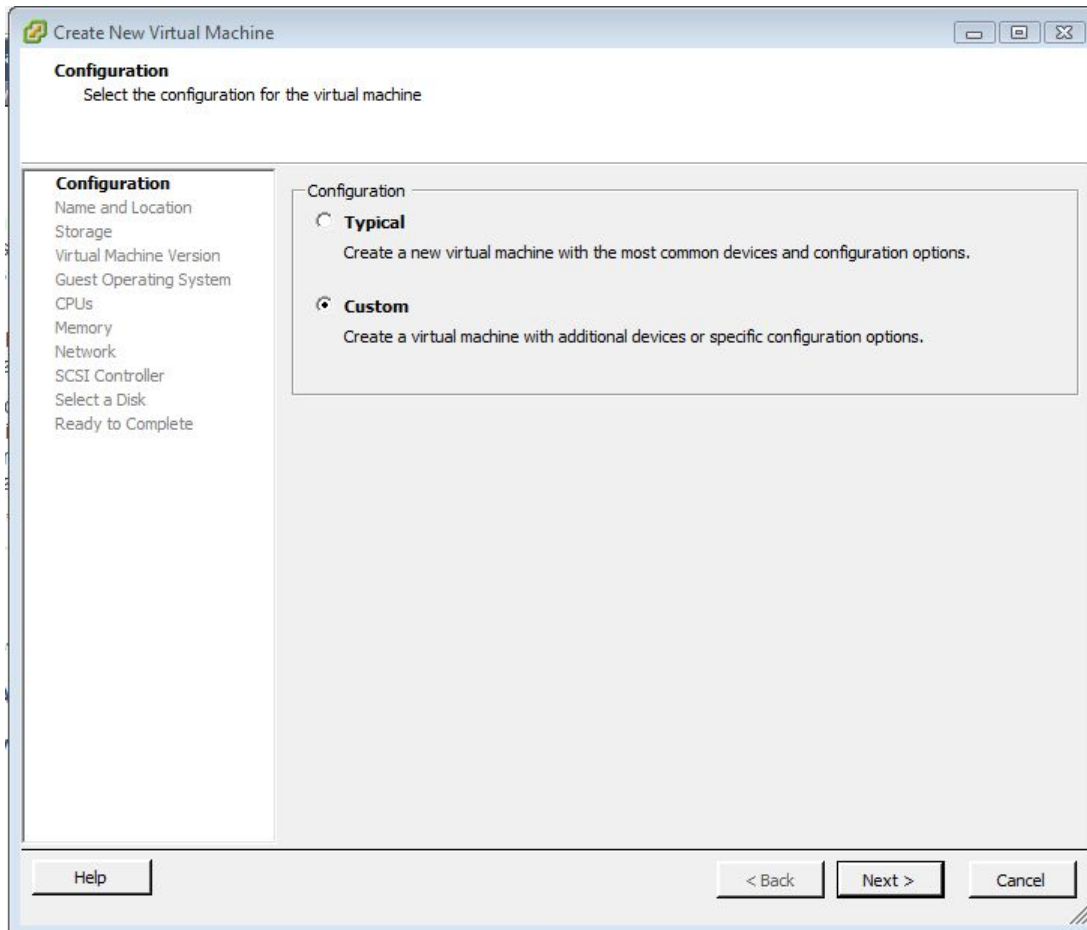 Create New Virtual Machine
Configuration
Select the configuration for the virtual machine
Configuration
Name and Location
Storage
Virtual Machine Version
Guest Operating System
CPUs
Memory
Network
SCSI Controller
Select a Disk
Ready to Complete
Configuration
Typical
Create a new virtual machine with the most common devices and configuration options.
Custom
Create a virtual machine with additional devices or specific configuration options.
Help
< Back
Next >
Cancel